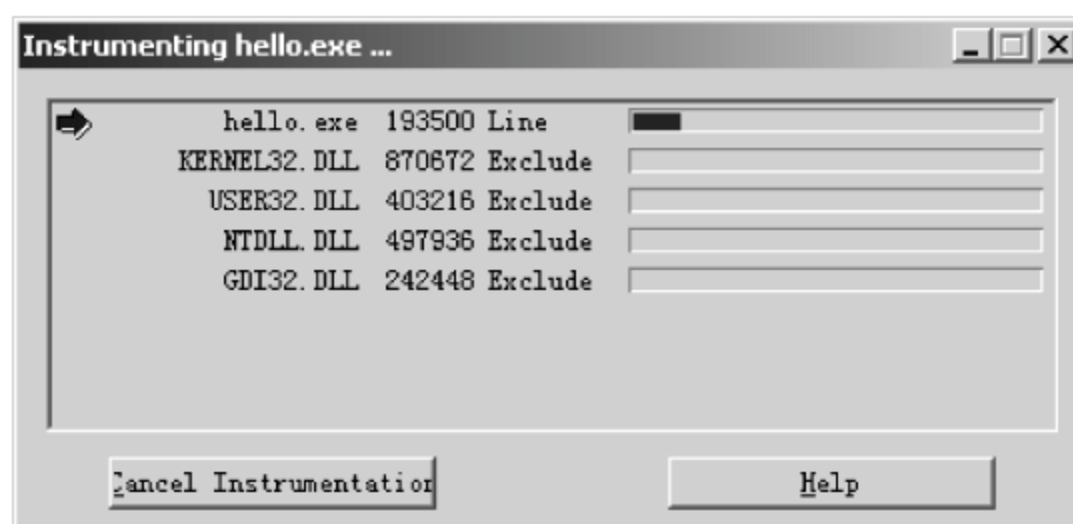 Instrumenting hello.exe ...
hello.exe 193500 Line
KERNEL32.DLL 870672 Exclude
USER32.DLL 403216 Exclude
NTDLL.DLL 497936 Exclude
GDI32.DLL 242448 Exclude
Cancel Instrumentation
Help